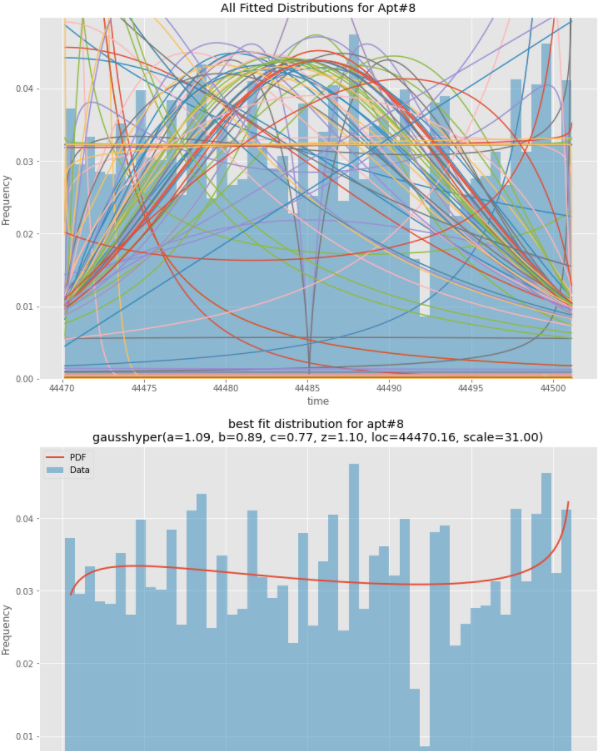 All Fitted Distributions for Apt#8
0.04
0.03
0.02
0.01
0.00
Frequency
44470 44475 44480 44485 44490 44495 44500
time
best fit distribution for apt#8
gausshyper(a=1.09, b=0.89, c=0.77, z=1.10, loc=44470.16, scale=31.00)
PDF
Data
0.04
0.03
0.02
0.01
Frequency